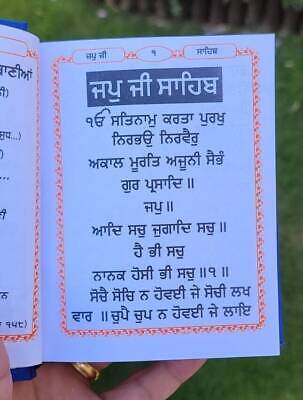 ਬਾਣੀਆਂ
ਜਪੁ ਜੀ ੧ ਸਾਹਿਬ
ਜਪੁ ਜੀ ਸਾਹਿਬ
ੴ ਸਤਿਨਾਮੁ ਕਰਤਾ ਪੁਰਖੁ
ਨਿਰਭਉ ਨਿਰਵੈਰੁ
ਅਕਾਲ ਮੂਰਤਿ ਅਜੂਨੀ ਸੈਭੰ
ਗੁਰ ਪ੍ਰਸਾਦਿ ॥
ਜਪੁ ॥
ਆਦਿ ਸਚੁ ਜੁਗਾਦਿ ਸਚੁ ॥
ਹੈ ਭੀ ਸਚੁ
ਨਾਨਕ ਹੋਸੀ ਭੀ ਸਚੁ ॥੧॥
ਸੋਚੈ ਸੋਚਿ ਨ ਹੋਵਈ ਜੇ ਸੋਚੀ ਲਖ
ਵਾਰ ॥ ਚੁਪੈ ਚੁਪ ਨ ਹੋਵਈ ਜੇ ਲਾਇ